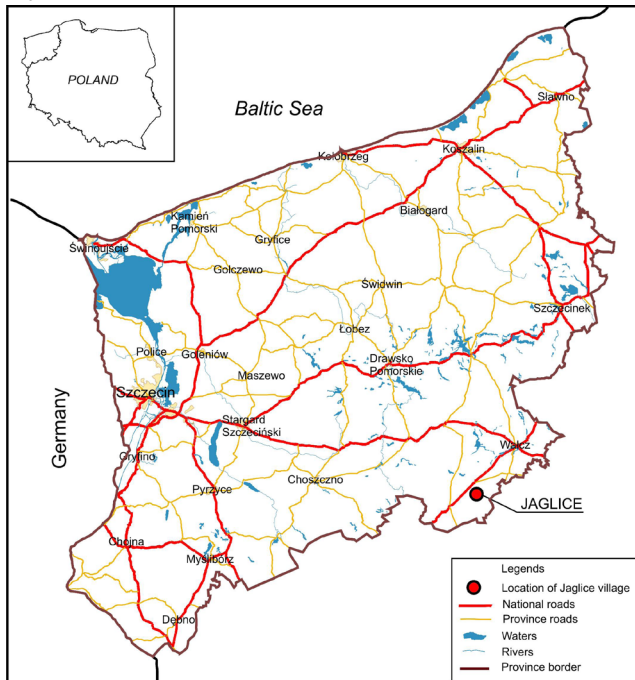 POLAND
Baltic Sea
Sławno
Koszalin
Kołobrzeg
Białogard
Kamień
Pomorski
Gryfice
Świnoujście
Golczewo
Świdwin
Szczecinek
Łobez
Police
Goleniów
Drawsko
Pomorskie
Maszewo
Szczecin
Stargard
Szczeciński
Germany
Wałcz
Gryfino
Choszczno
Pyrzyce
JAGLICE
Chojna
Myślibórz
Dębno
Legends
Location of Jaglice village
National roads
Province roads
Waters
Rivers
Province border